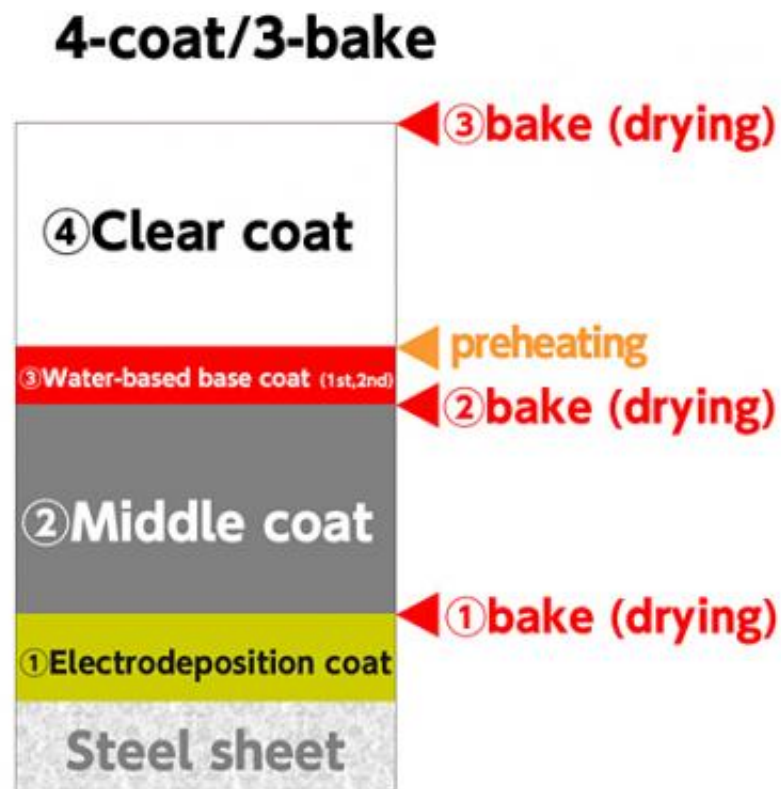 4-coat/3-bake
③bake (drying)
④Clear coat
preheating
③Water-based base coat (1st,2nd)
②bake (drying)
②Middle coat
①bake (drying)
①Electrodeposition coat
Steel sheet